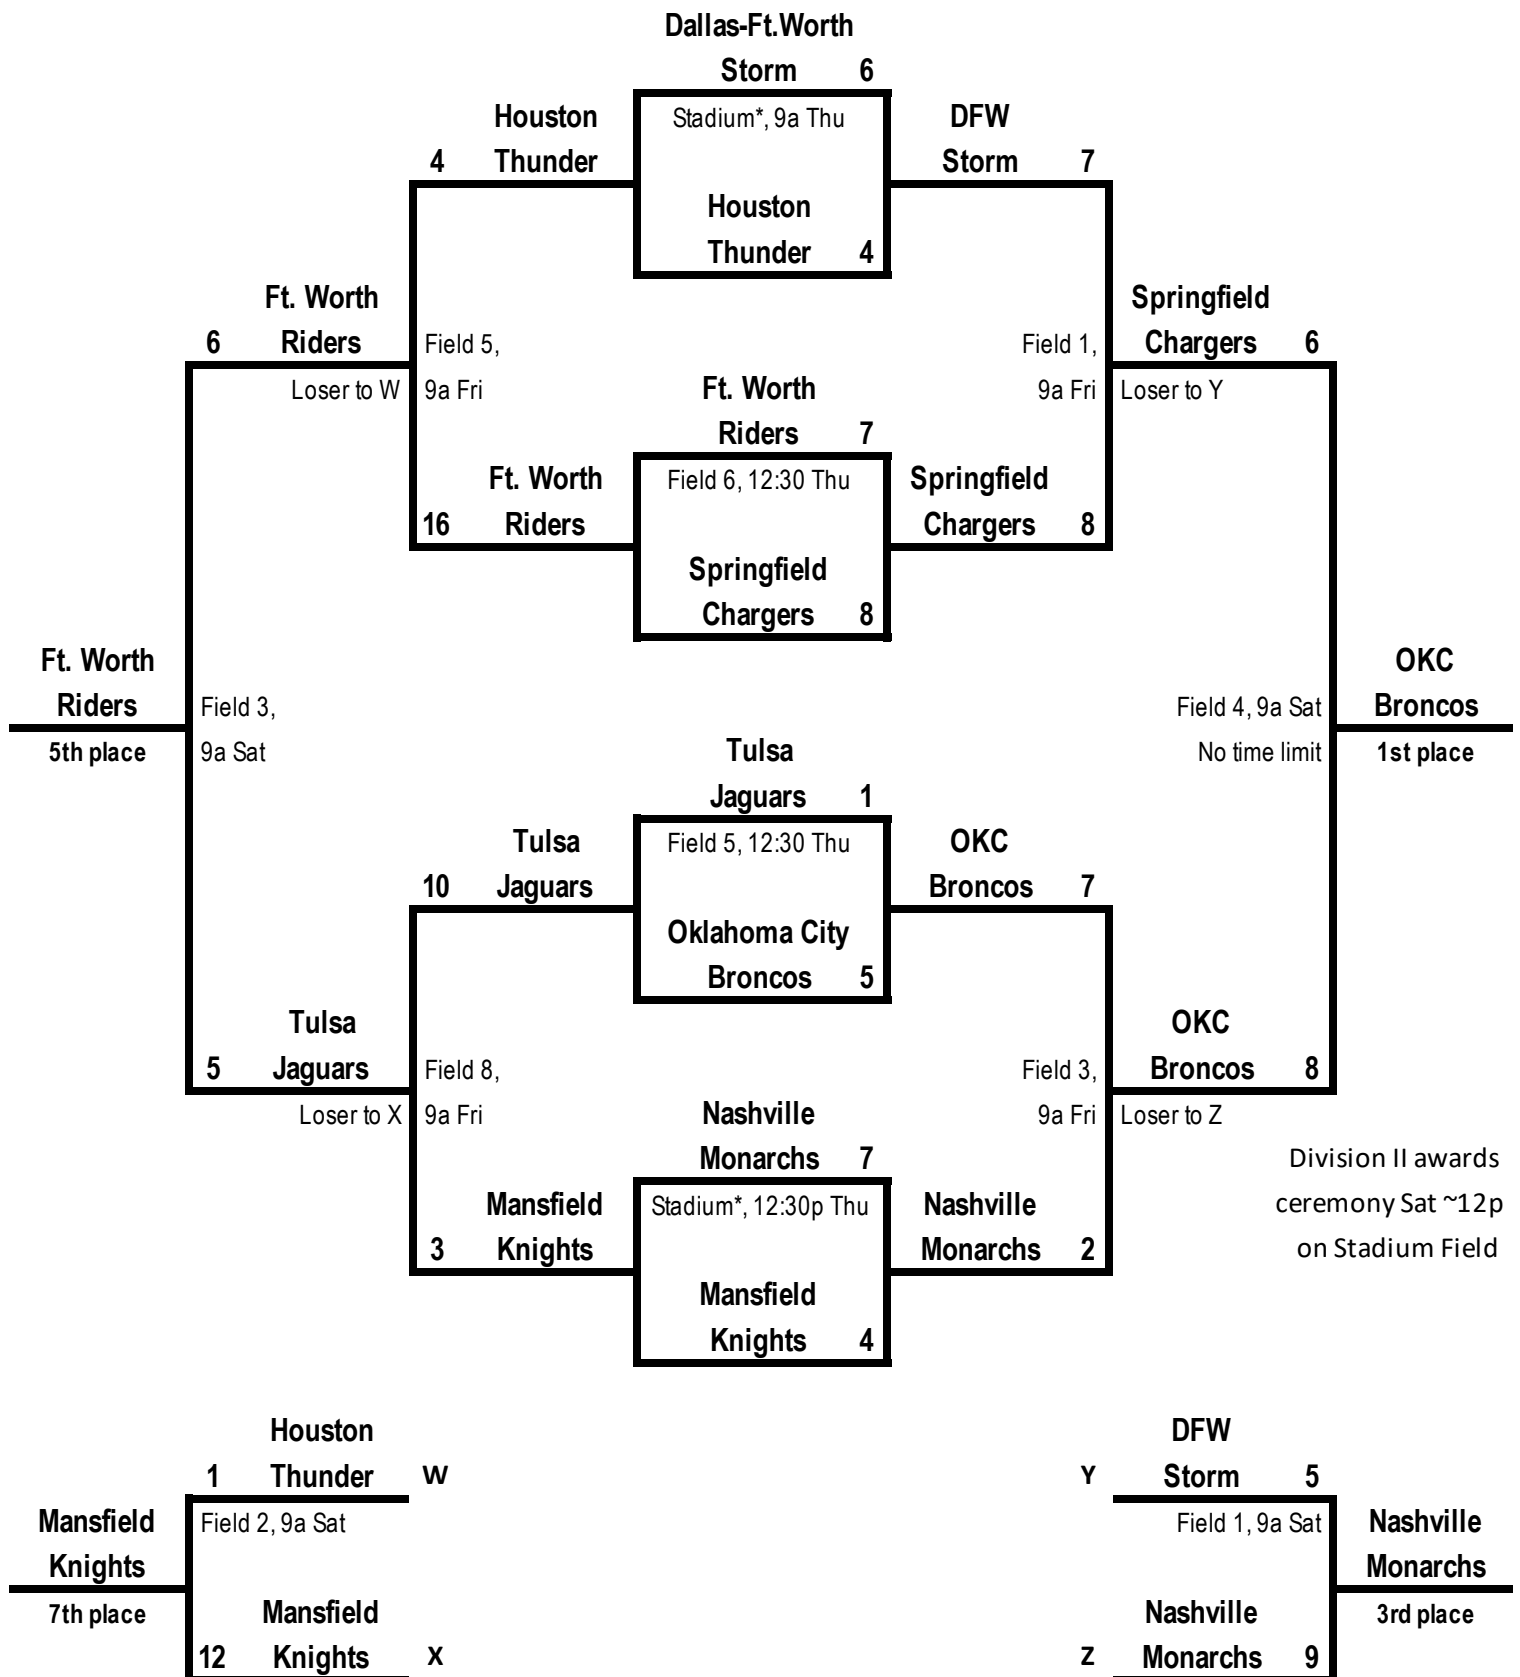 Dallas-Ft.Worth
Storm 6
Houston Stadium*, 9a Thu DFW
4 Thunder Storm 7
Houston
Thunder 4
Ft. Worth Springfield
6 Riders Field 5, Field 1, Chargers 6
Loser to W 9a Fri Ft. Worth 9a Fri Loser to Y
Riders 7
Ft. Worth Field 6, 12:30 Thu Springfield
16 Riders Chargers 8
Springfield
Chargers 8
Ft. Worth OKC
Riders Field 3, Field 4, 9a Sat Broncos
5th place 9a Sat Tulsa No time limit 1st place
Jaguars 1
Tulsa Field 5, 12:30 Thu OKC
10 Jaguars Broncos 7
Oklahoma City
Broncos 5
Tulsa OKC
5 Jaguars Field 8, Field 3, Broncos 8
Loser to X 9a Fri Nashville 9a Fri Loser to Z
Monarchs 7 Division II awards
Mansfield Stadium*, 12:30p Thu Nashville ceremony Sat ~12p
3 Knights Monarchs 2 on Stadium Field
Mansfield
Knights 4
Houston DFW
1 Thunder W Y Storm 5
Mansfield Field 2, 9a Sat Field 1, 9a Sat Nashville
Knights Monarchs
7th place Mansfield Nashville 3rd place
12 Knights X Z Monarchs 9